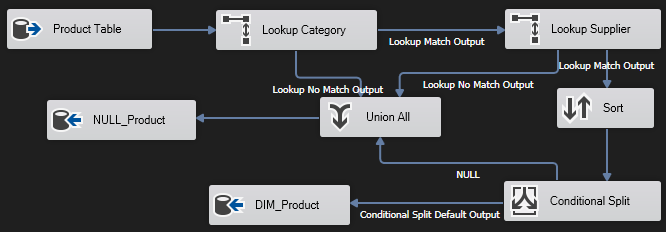 Product Table
Lookup Category
Lookup Match Output
Lookup Supplier
Lookup No Match Output
Lookup No Match Output
Lookup Match Output
NULL_Product
Union All
Sort
NULL
DIM_Product
Conditional Split Default Output
Conditional Split